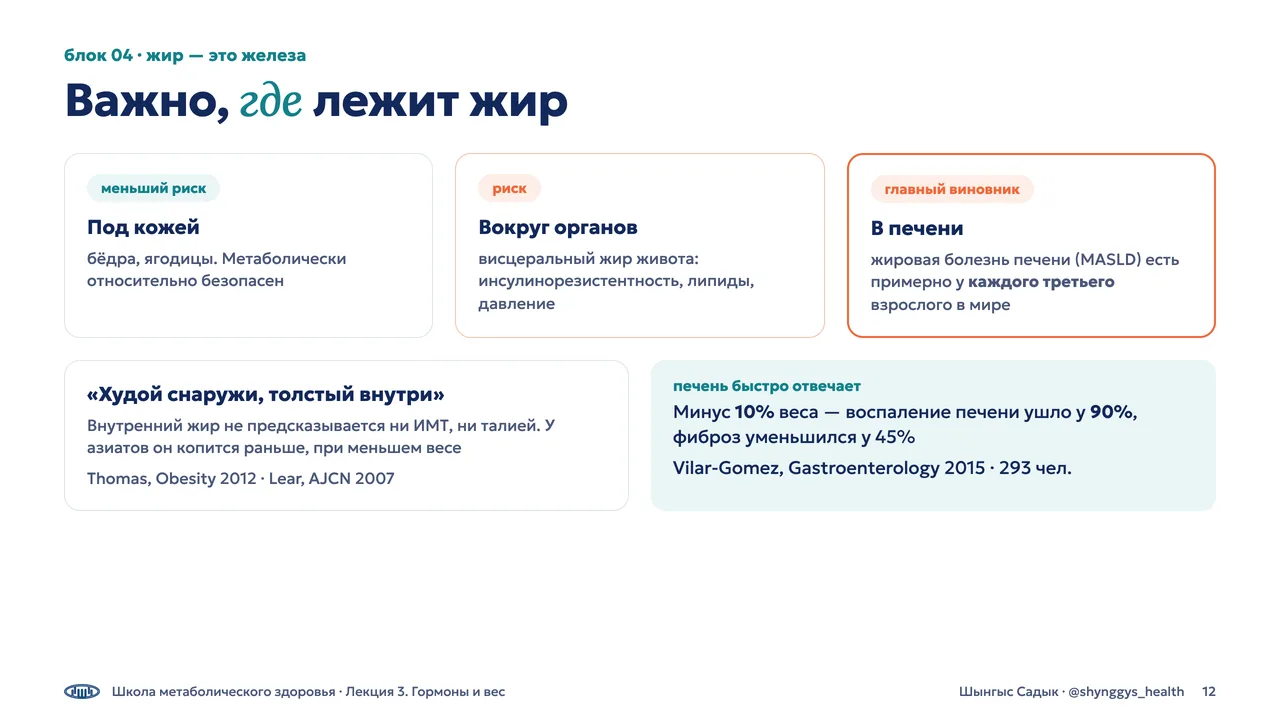 блок 04 · жир — это железа
Важно, где лежит жир
меньший риск
Под кожей
бёдра, ягодицы. Метаболически
относительно безопасен
риск
Вокруг органов
висцеральный жир живота:
инсулинорезистентность, липиды,
давление
главный виновник
В печени
жировая болезнь печени (MASLD) есть
примерно у каждого третьего
взрослого в мире
«Худой снаружи, толстый внутри»
Внутренний жир не предсказывается ни ИМТ, ни талией. У
азиатов он копится раньше, при меньшем весе
Thomas, Obesity 2012 · Lear, AJCN 2007
печень быстро отвечает
Минус 10% веса — воспаление печени ушло у 90%,
фиброз уменьшился у 45%
Vilar-Gomez, Gastroenterology 2015 · 293 чел.
Школа метаболического здоровья · Лекция 3. Гормоны и вес
Шынгыс Садык · @shynggys_health 12